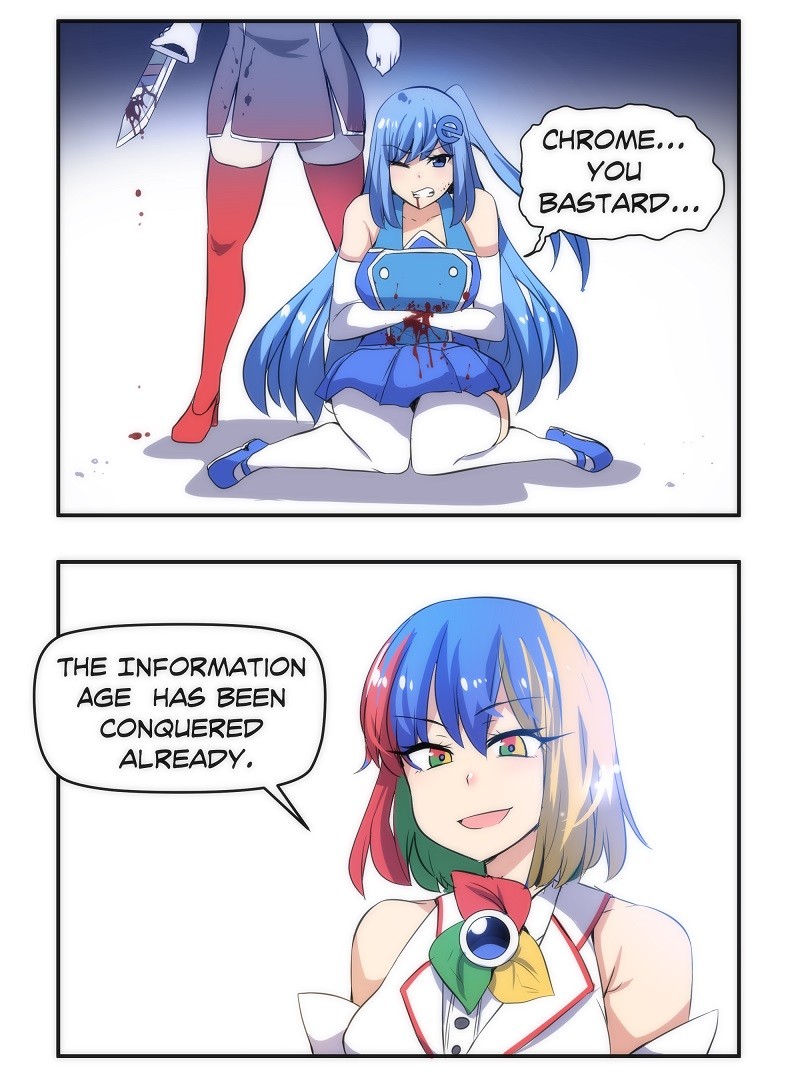 CHROME...
YOU
BASTARD...
THE INFORMATION
AGE HAS BEEN
CONQUERED
ALREADY.